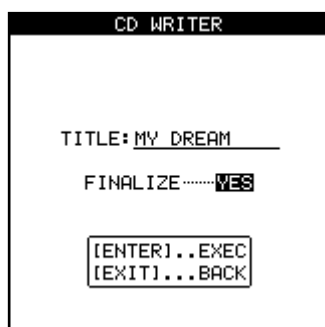 CD WRITER
TITLE:MY DREAM
FINALIZE·······YES
[ENTER]..EXEC
[EXIT]...BACK